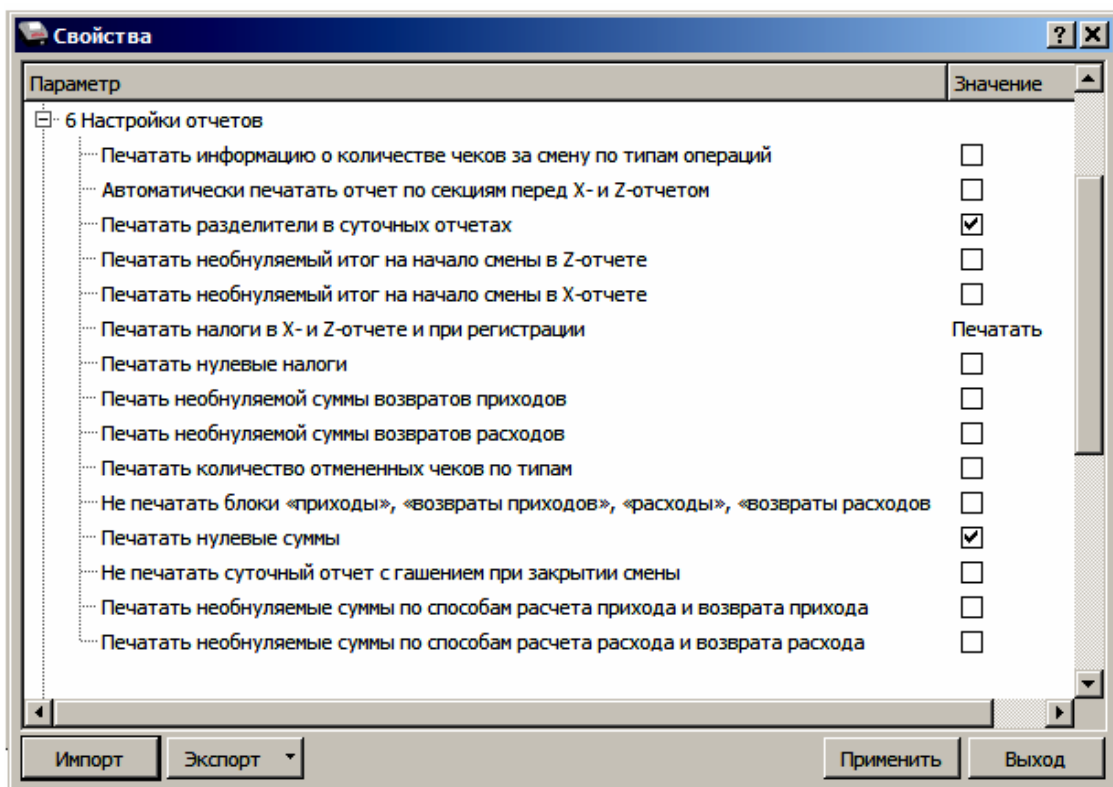 Свойства
Параметр Значение
6 Настройки отчетов
Печатать информацию о количестве чеков за смену по типам операций
Автоматически печатать отчет по секциям перед X- и Z-отчетом
Печатать разделители в суточных отчетах
Печатать необнуляемый итог на начало смены в Z-отчете
Печатать необнуляемый итог на начало смены в X-отчете
Печатать налоги в X- и Z-отчете и при регистрации Печатать
Печатать нулевые налоги
Печать необнуляемой суммы возвратов приходов
Печать необнуляемой суммы возвратов расходов
Печатать количество отмененных чеков по типам
Не печатать блоки «приходы», «возвраты приходов», «расходы», «возвраты расходов
Печатать нулевые суммы
Не печатать суточный отчет с гашением при закрытии смены
Печатать необнуляемые суммы по способам расчета прихода и возврата прихода
Печатать необнуляемые суммы по способам расчета расхода и возврата расхода
Импорт Экспорт Применить Выход